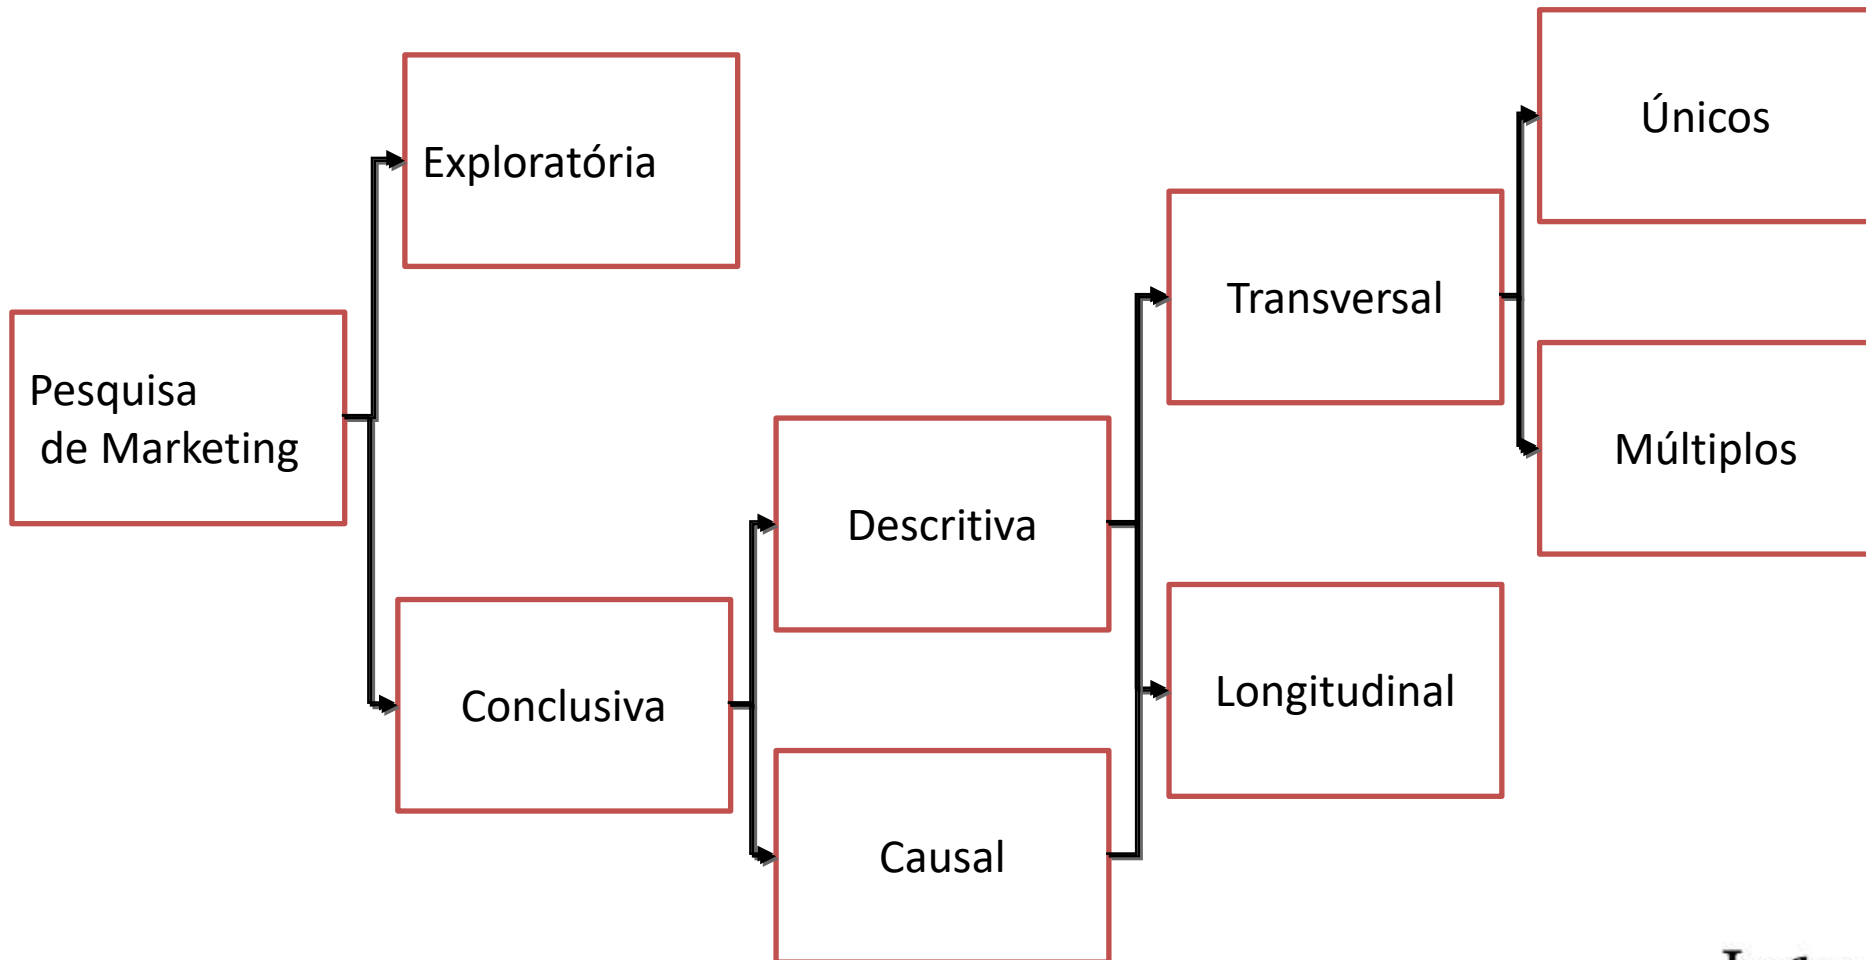 Pesquisa
de Marketing
Exploratória
Conclusiva
Descritiva
Causal
Transversal
Longitudinal
Únicos
Múltiplos